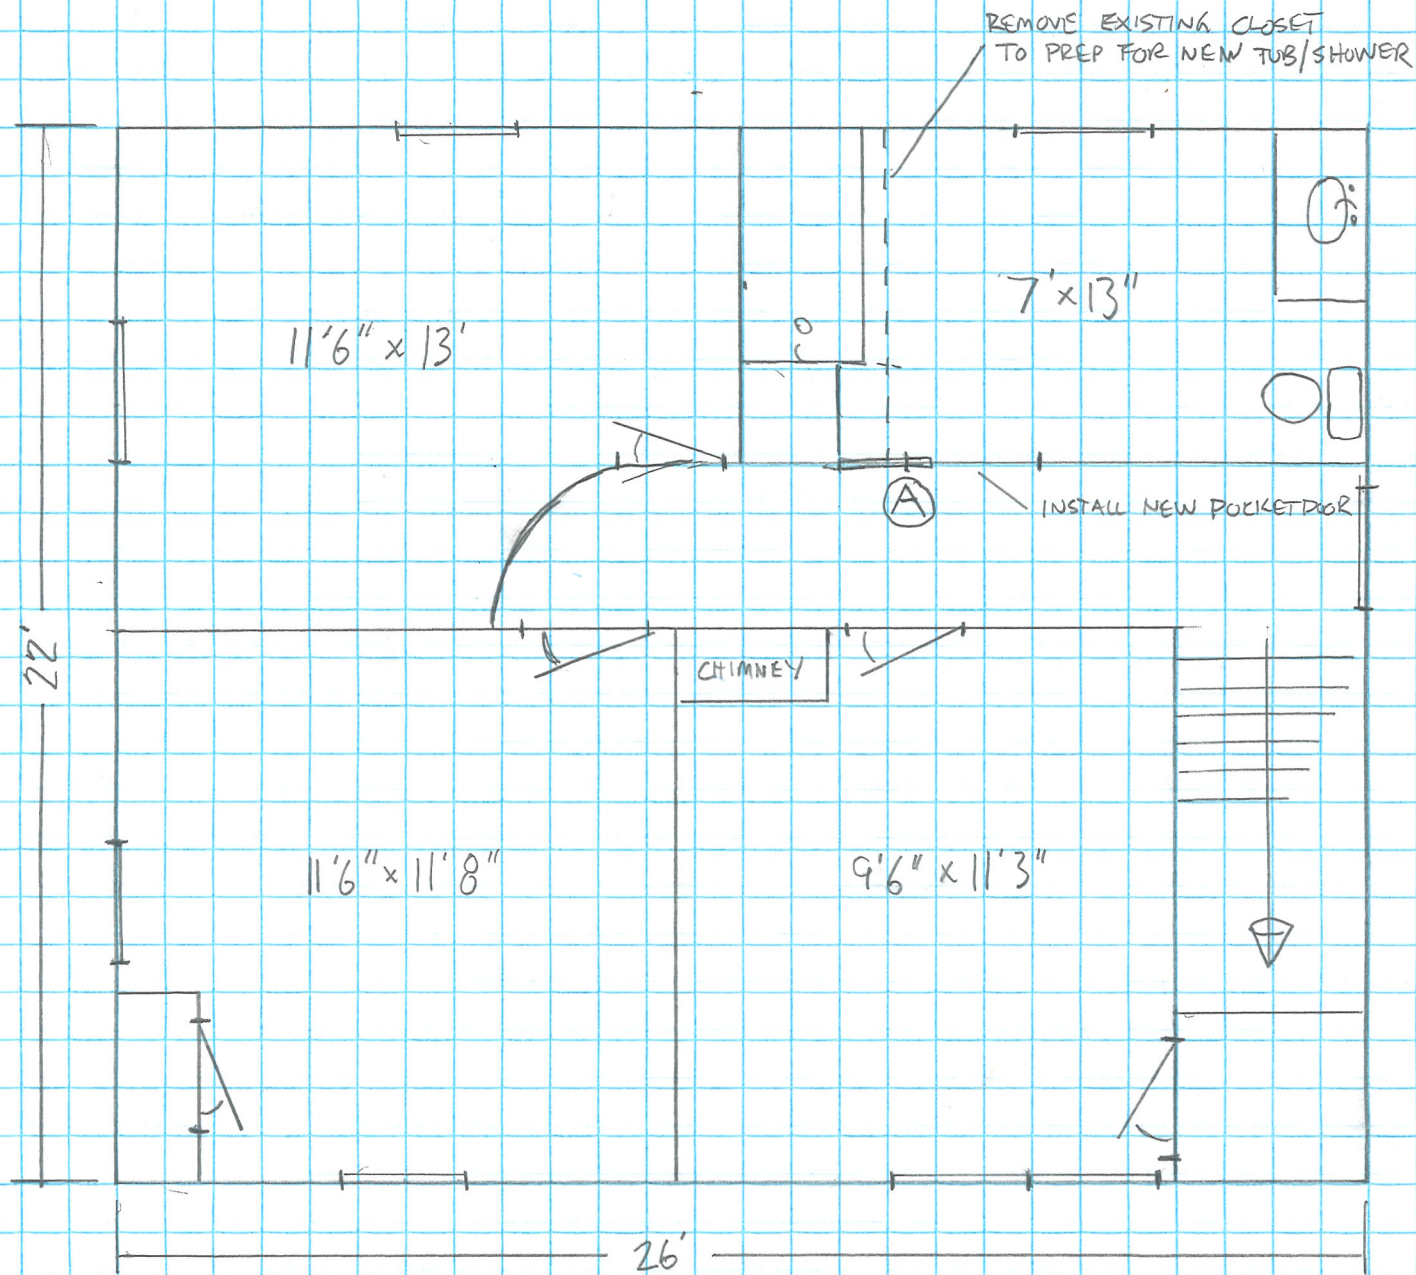 REMOVE EXISTING CLOSET
TO PREP FOR NEW TUB/SHOWER
7'x13"
11'6" x 13'
A
INSTALL NEW POCKETDOOR
22'
CHIMNEY
11'6" x 11'8"
9'6" x 11'3"
26'